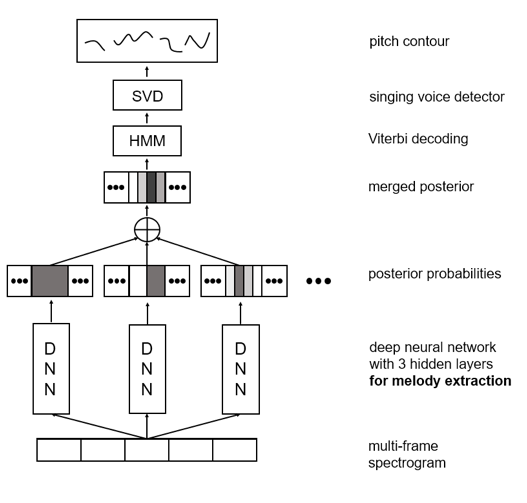 pitch contour
SVD
singing voice detector
HMM
Viterbi decoding
••• •••
merged posterior
••• ••• ••• ••• ••• ••• •••
posterior probabilities
D
N
N
D
N
N
D
N
N
deep neural network
with 3 hidden layers
for melody extraction
multi-frame
spectrogram